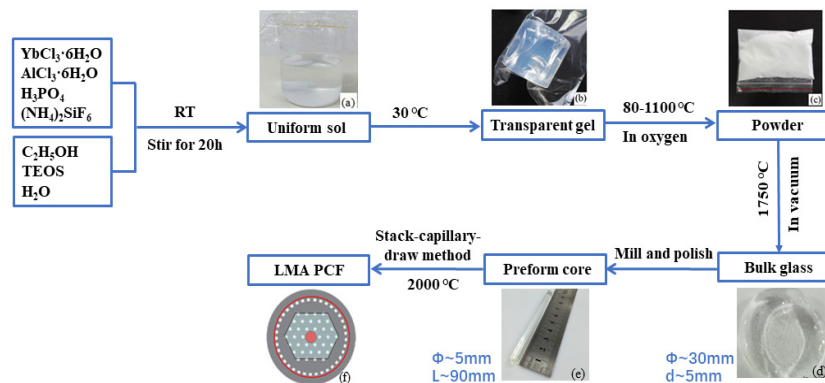 YbCl₃·6H₂O
AlCl₃·6H₂O
H₃PO₄
(NH₄)₂SiF₆
C₂H₅OH
TEOS
H₂O
RT
Stir for 20h
(a)
Uniform sol
30 °C
(b)
Transparent gel
80-1100°C
In oxygen
(c)
Powder
1750 °C
In vacuum
Bulk glass
Mill and polish
Preform core
Stack-capillary-
draw method
2000 °C
LMA PCF
(f)
Φ~5mm
L~90mm
(e)
Φ~30mm
d~5mm
(d)